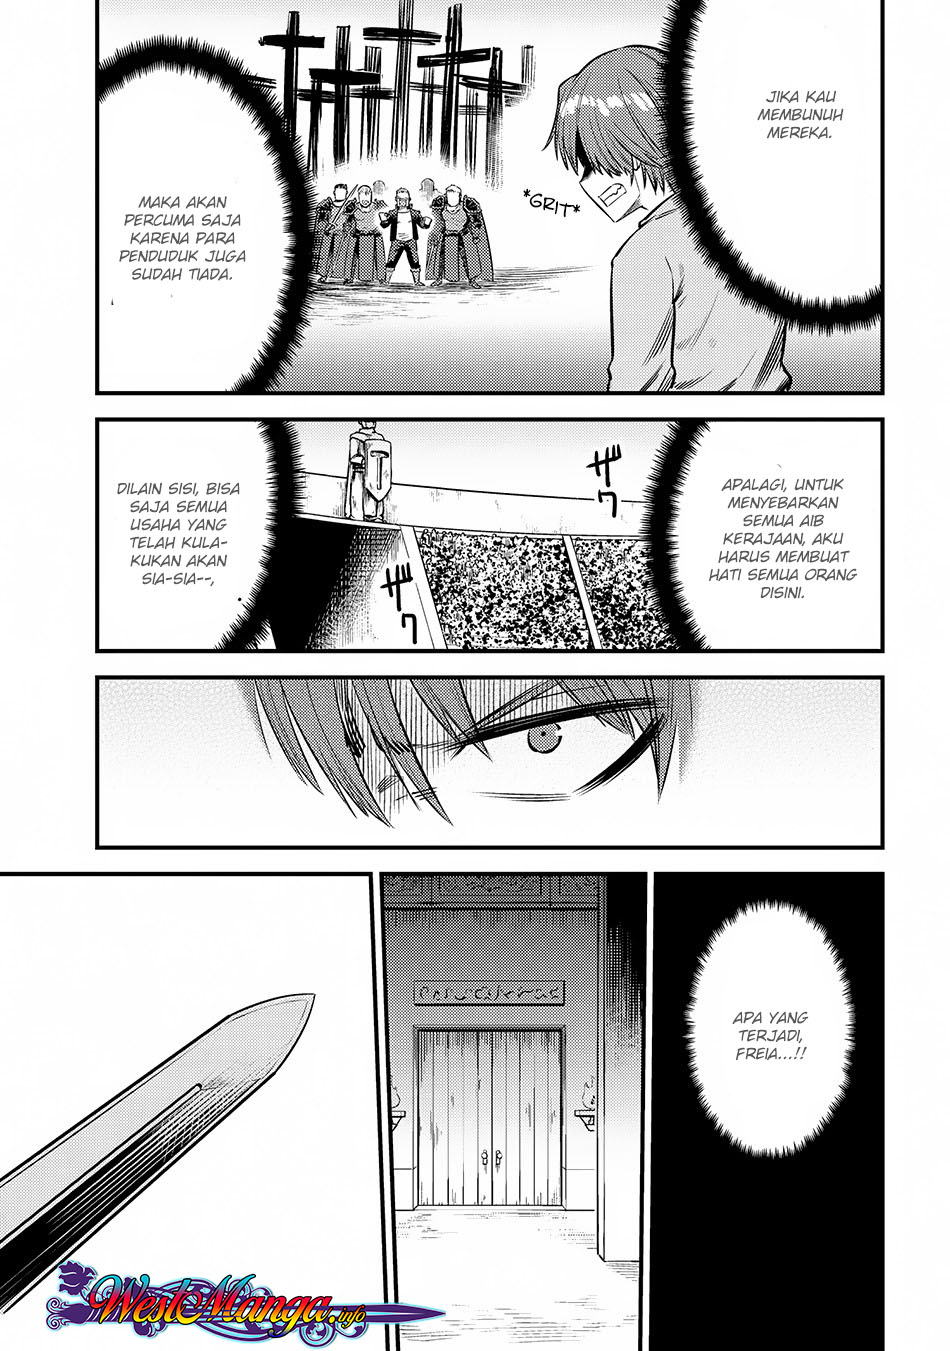 JIKA KAU
MEMBUNUH
MEREKA.
*GRIT*
MAKA AKAN
PERCUMA SAJA
KARENA PARA
PENDUDUK JUGA
SUDAH TIADA.
APALAGI, UNTUK
MENYEBARKAN
SEMUA AIB
KERAJAAN, AKU
HARUS MEMBUAT
HATI SEMUA ORANG
DISINI.
ザワ
DILAIN SISI, BISA
SAJA SEMUA
USAHA YANG
TELAH KULA-
KUKAN AKAN
SIA-SIA--,
ザワ
APA YANG
TERJADI,
FREIA...!!
WestManga.info